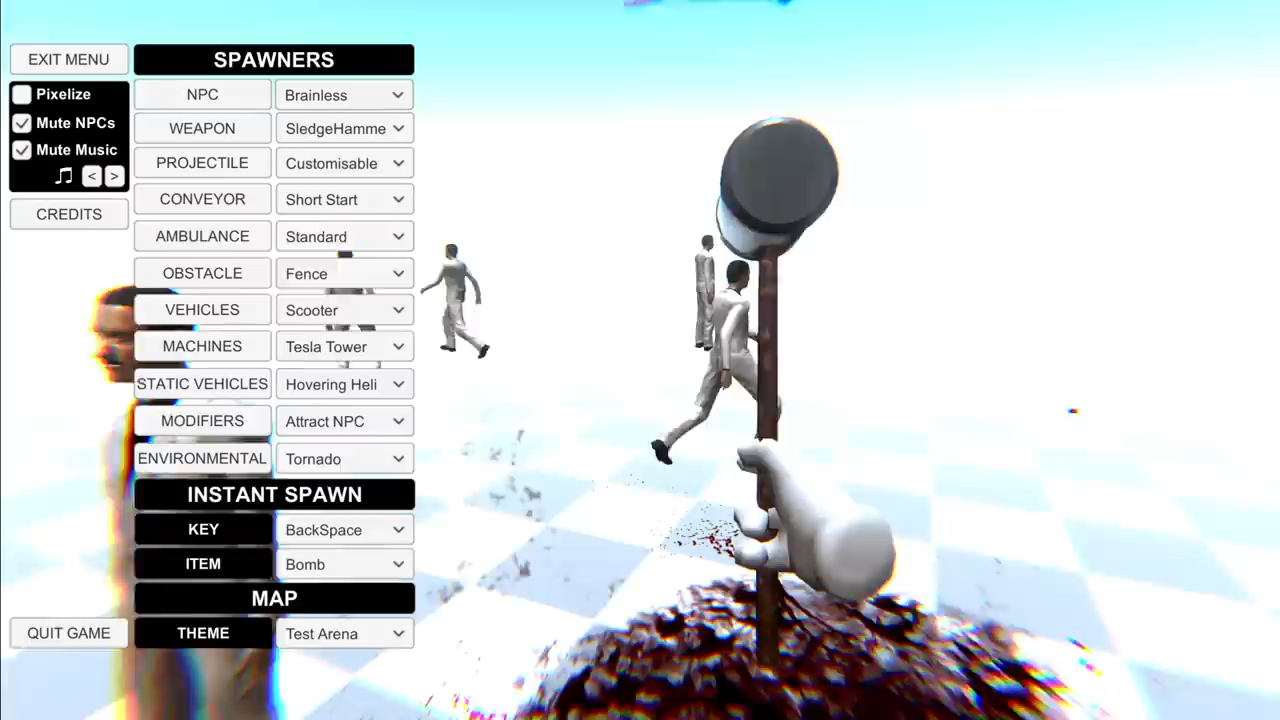 EXIT MENU
SPAWNERS
Pixelize
NPC
Brainless
Mute NPCs
WEAPON
SledgeHamme
Mute Music
PROJECTILE
Customisable
< >
CONVEYOR
Short Start
CREDITS
AMBULANCE
Standard
OBSTACLE
Fence
VEHICLES
Scooter
MACHINES
Tesla Tower
STATIC VEHICLES
Hovering Heli
MODIFIERS
Attract NPC
ENVIRONMENTAL
Tornado
INSTANT SPAWN
KEY
BackSpace
ITEM
Bomb
MAP
QUIT GAME
THEME
Test Arena